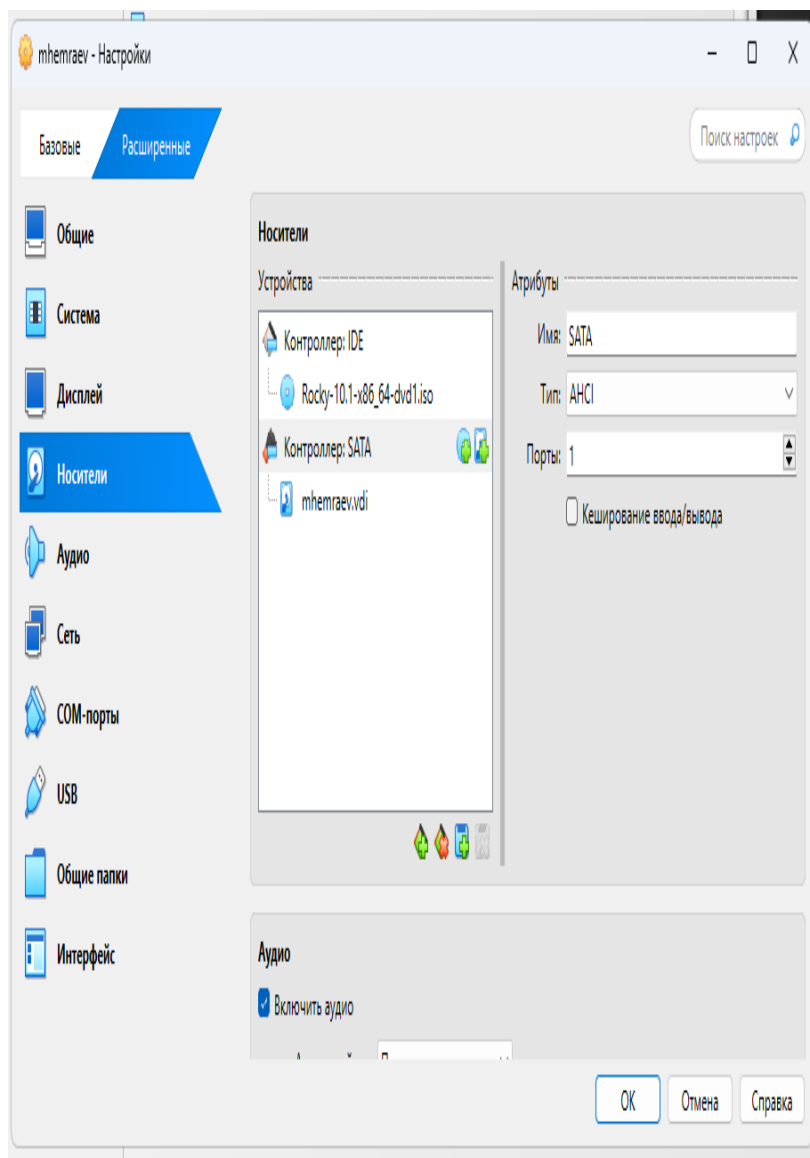 mhemraev - Настройки
Базовые
Расширенные
Поиск настроек
Общие
Система
Дисплей
Носители
Аудио
Сеть
COM-порты
USB
Общие папки
Интерфейс
Носители
Устройства
Контроллер: IDE
Rocky-10.1-x86_64-dvd1.iso
Контроллер: SATA
mhemraev.vdi
Атрибуты
Имя: SATA
Тип: AHCI
Порты: 1
Кеширование ввода/вывода
Аудио
Включить аудио
OK
Отмена
Справка